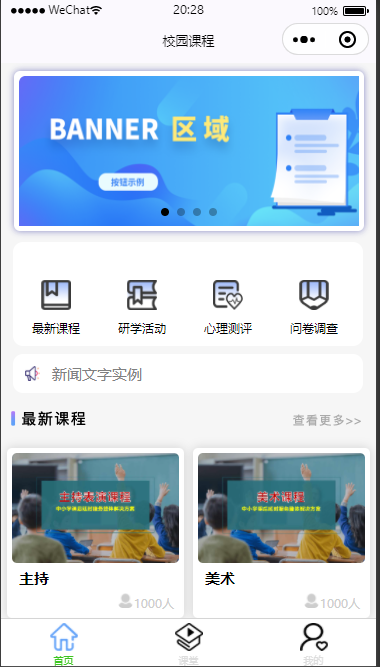 WeChat 20:28 100%
校园课程
BANNER 区域
按钮示例
最新课程 研学活动 心理测评 问卷调查
新闻文字实例
最新课程 查看更多>>
主持表演课程
中小学课后延时服务整体解决方案
美术课程
中小学课后延时服务整体解决方案
主持 美术
1000人 1000人
首页 课堂 我的